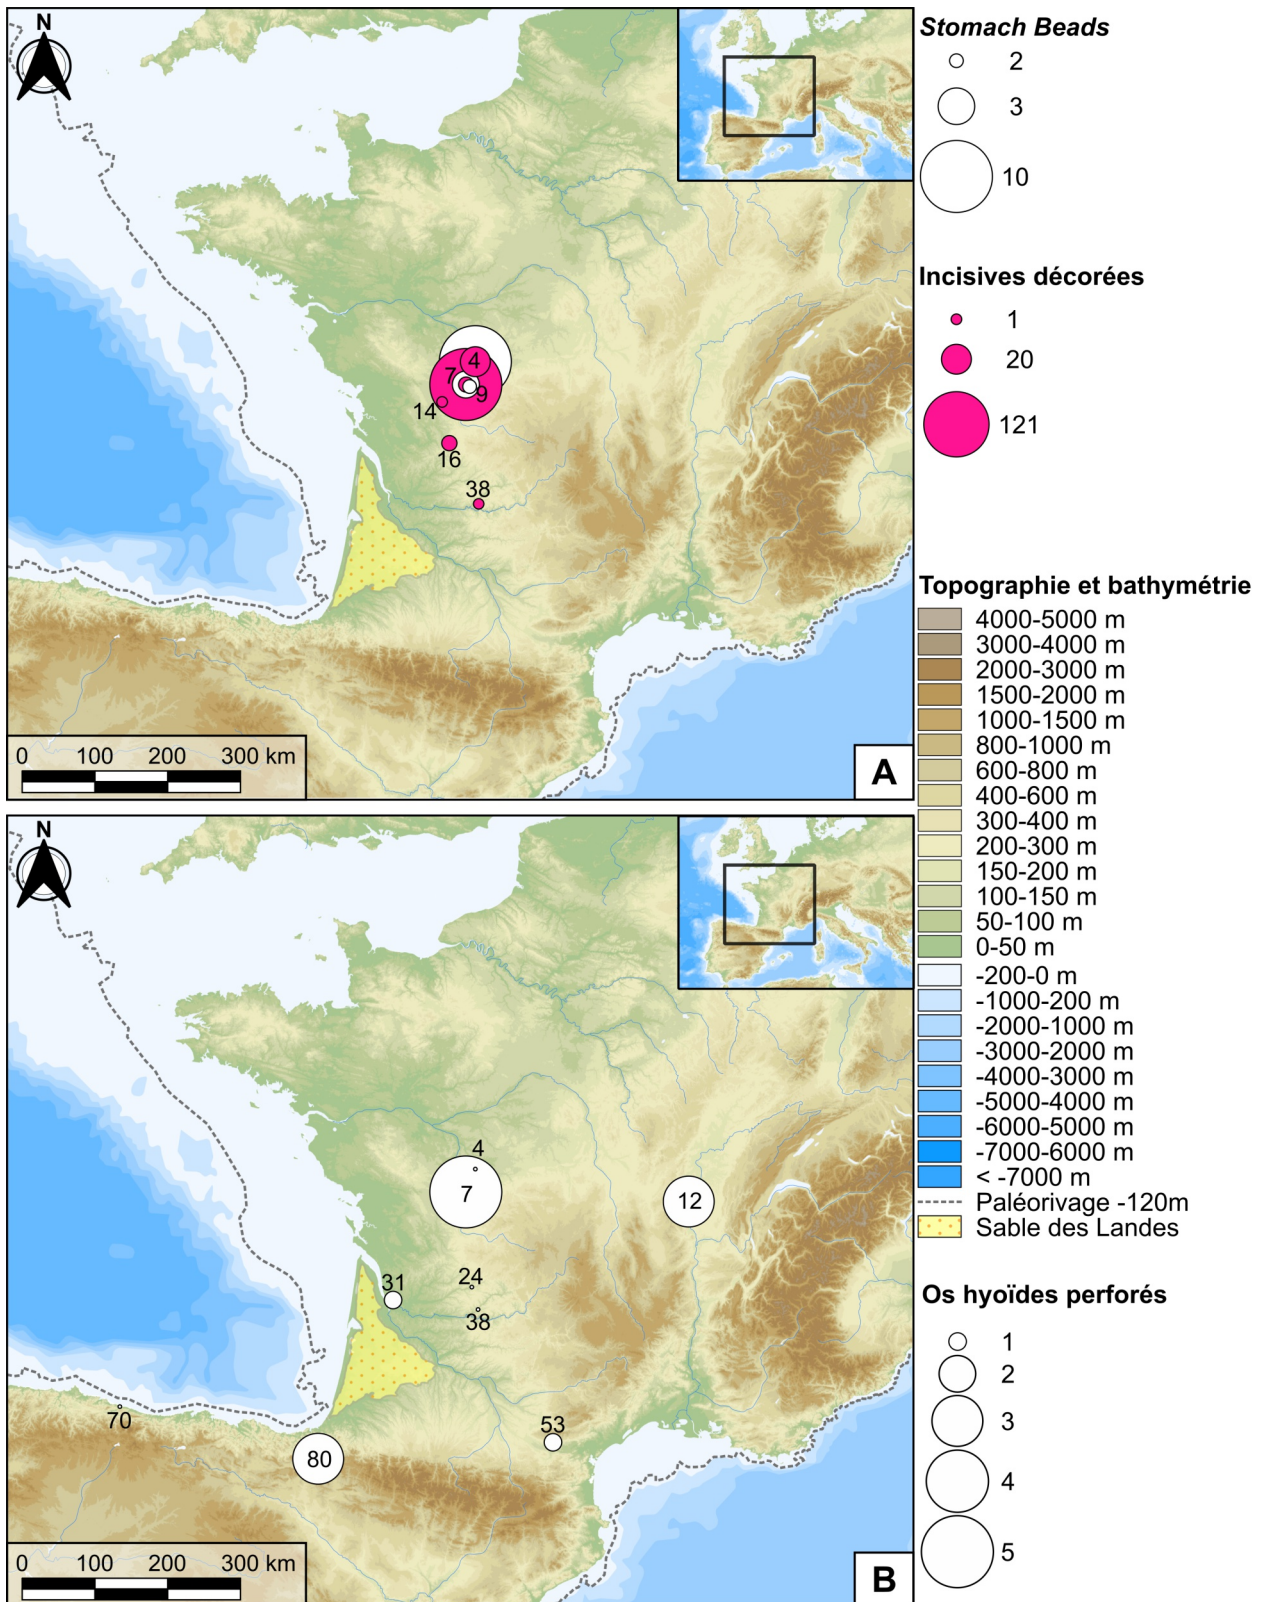 N
4
7
9
14
16
38
0 100 200 300 km
A
Stomach Beads
2
3
10
Incisives décorées
1
20
121
Topographie et bathymétrie
4000-5000 m
3000-4000 m
2000-3000 m
1500-2000 m
1000-1500 m
800-1000 m
600-800 m
400-600 m
300-400 m
200-300 m
150-200 m
100-150 m
50-100 m
0-50 m
-200-0 m
-1000-200 m
-2000-1000 m
-3000-2000 m
-4000-3000 m
-5000-4000 m
-6000-5000 m
-7000-6000 m
< -7000 m
Paléorivage -120m
Sable des Landes
Os hyoïdes perforés
1
2
3
4
5
N
4
7
12
24
31
38
70
53
80
0 100 200 300 km
B